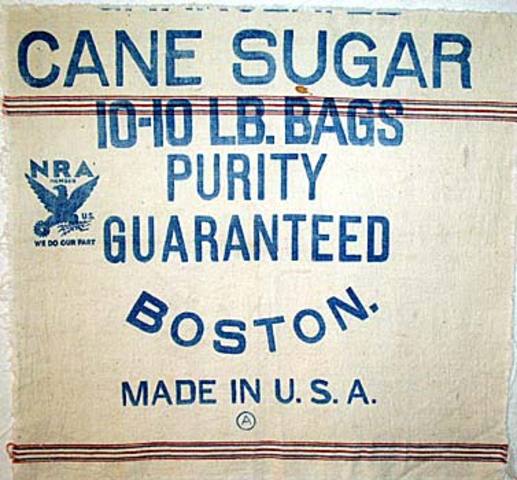 CANE SUGAR
10-10 LB. BAGS
PURITY
GUARANTEED
NRA
MEMBER
U.S.
WE DO OUR PART
BOSTON.
MADE IN U.S.A.
A